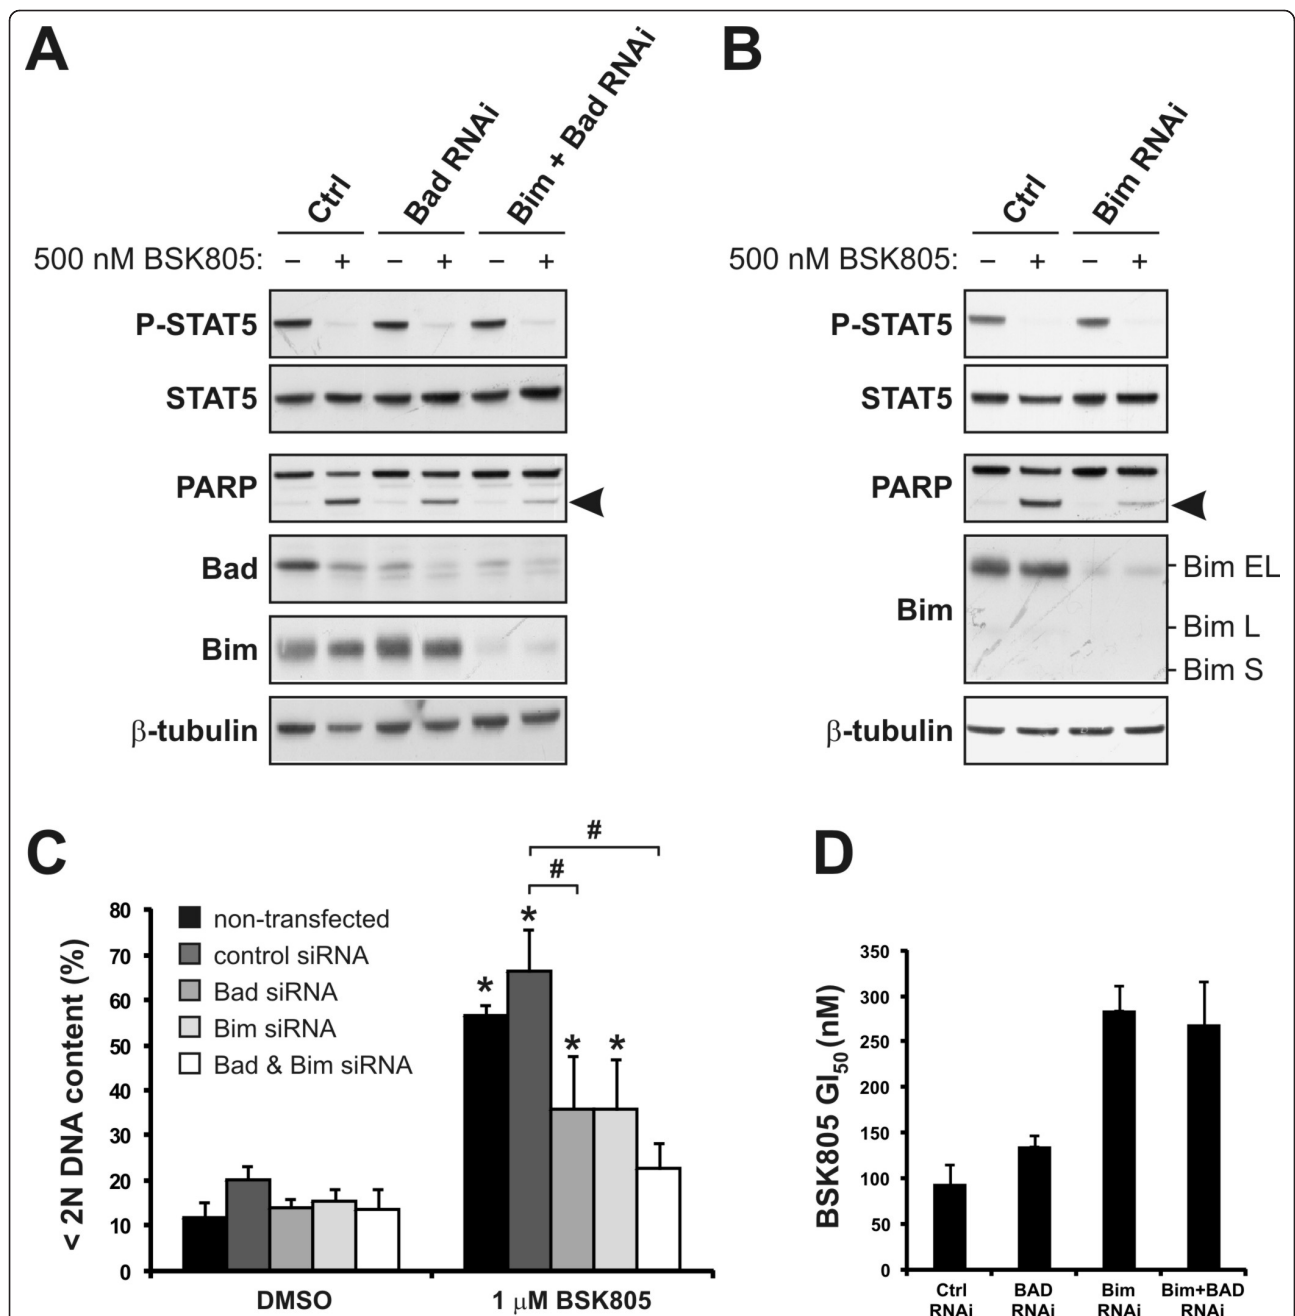 A
Ctrl
Bad RNAi
Bim + Bad RNAi
500 nM BSK805: – + – + – +
P-STAT5
STAT5
PARP
Bad
Bim
β-tubulin
B
Ctrl
Bim RNAi
500 nM BSK805: – + – +
P-STAT5
STAT5
PARP
Bim
Bim EL
Bim L
Bim S
β-tubulin
C
#
#
*
*
*
*
non-transfected
control siRNA
Bad siRNA
Bim siRNA
Bad & Bim siRNA
< 2N DNA content (%)
80
70
60
50
40
30
20
10
0
DMSO
1 μM BSK805
D
BSK805 GI50 (nM)
350
300
250
200
150
100
50
0
Ctrl RNAi
BAD RNAi
Bim RNAi
Bim+BAD RNAi